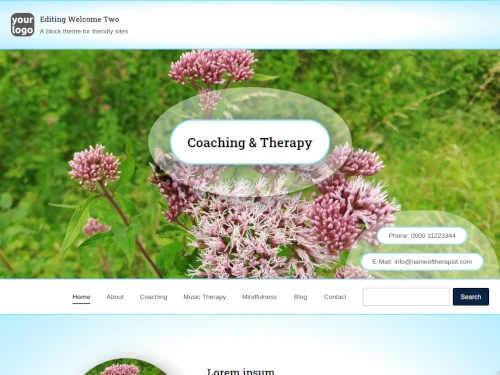 your
logo
Editing Welcome Two
A block theme for friendly sites
Coaching & Therapy
Phone: 0000 11223344
E-Mail: info@nameoftherapist.com
Home About Coaching Music Therapy Mindfulness Blog Contact Search
Lorem ipsum